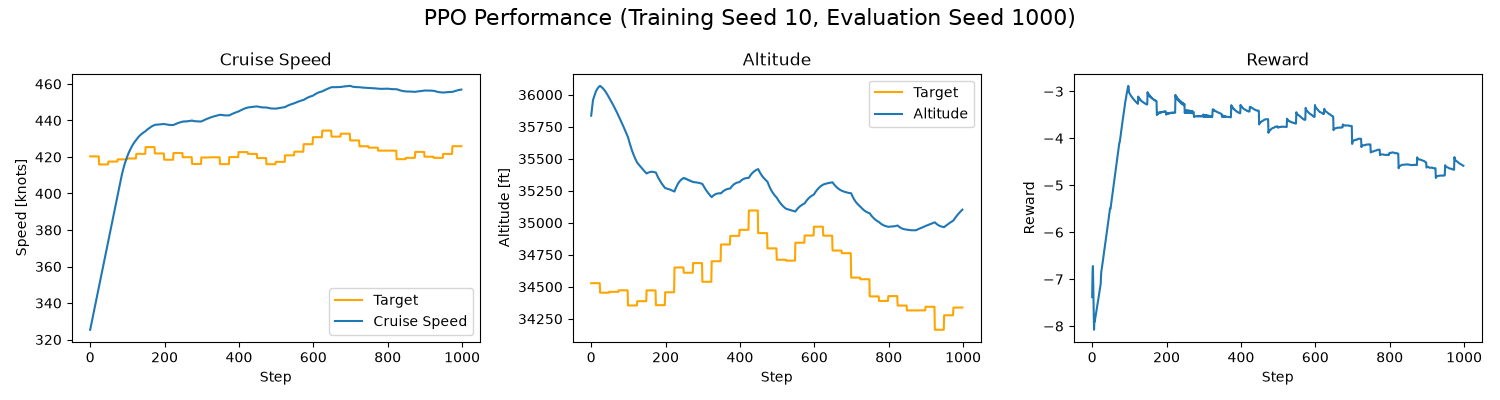 PPO Performance (Training Seed 10, Evaluation Seed 1000)
Cruise Speed
Speed [knots]
460
440
420
400
380
360
340
320
0 200 400 600 800 1000
Step
Target
Cruise Speed
Altitude
Altitude [ft]
36000
35750
35500
35250
35000
34750
34500
34250
0 200 400 600 800 1000
Step
Target
Altitude
Reward
Reward
−3
−4
−5
−6
−7
−8
0 200 400 600 800 1000
Step